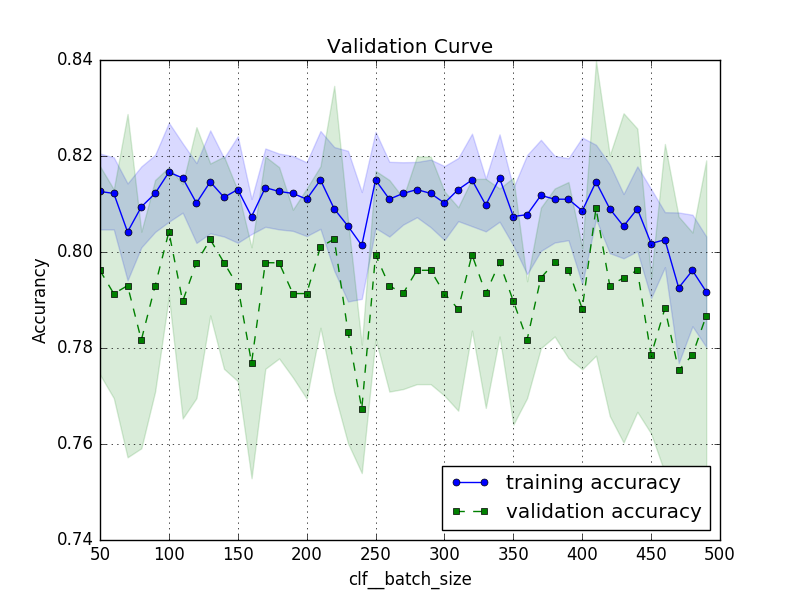 Validation Curve
0.84
0.82
0.80
0.78
0.76
0.74
Accurancy
training accuracy
validation accuracy
50 100 150 200 250 300 350 400 450 500
clf__batch_size